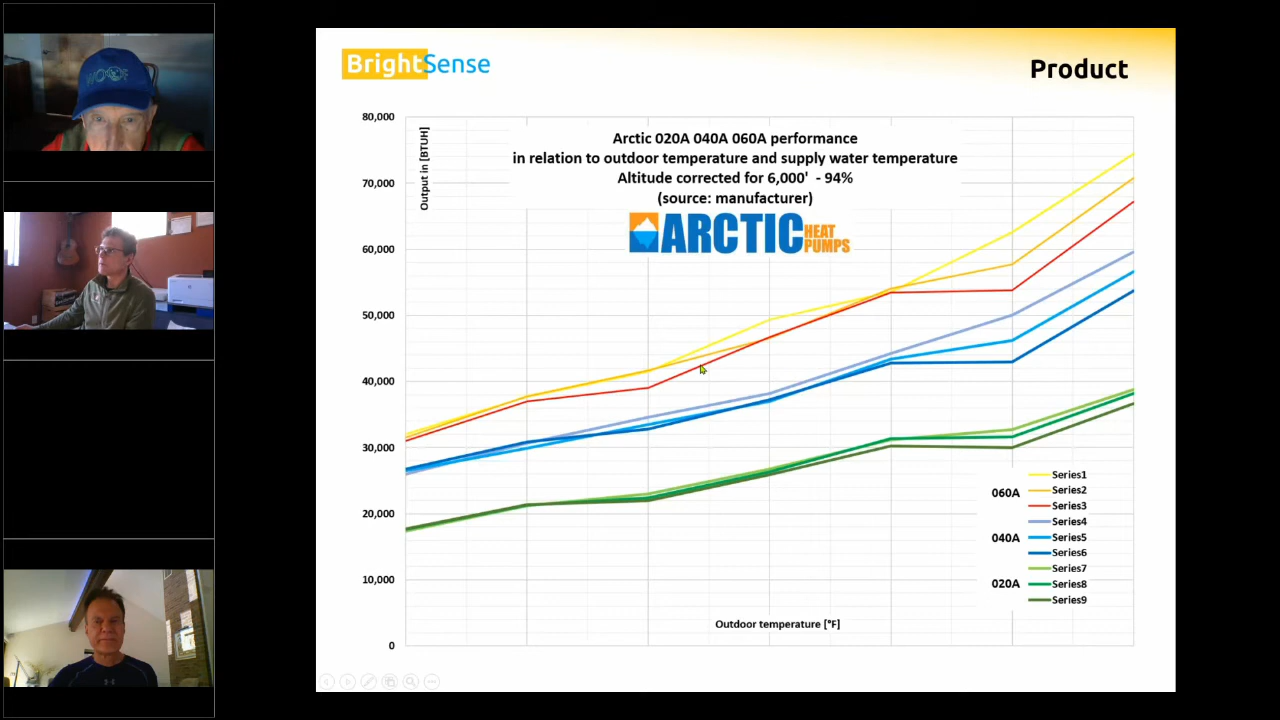 WOOF
BrightSense
Product
80,000
70,000
60,000
50,000
40,000
30,000
20,000
10,000
0
Output in [BTUH]
Arctic 020A 040A 060A performance
in relation to outdoor temperature and supply water temperature
Altitude corrected for 6,000' - 94%
(source: manufacturer)
ARCTIC HEAT PUMPS
060A
040A
020A
Series1
Series2
Series3
Series4
Series5
Series6
Series7
Series8
Series9
Outdoor temperature [°F]